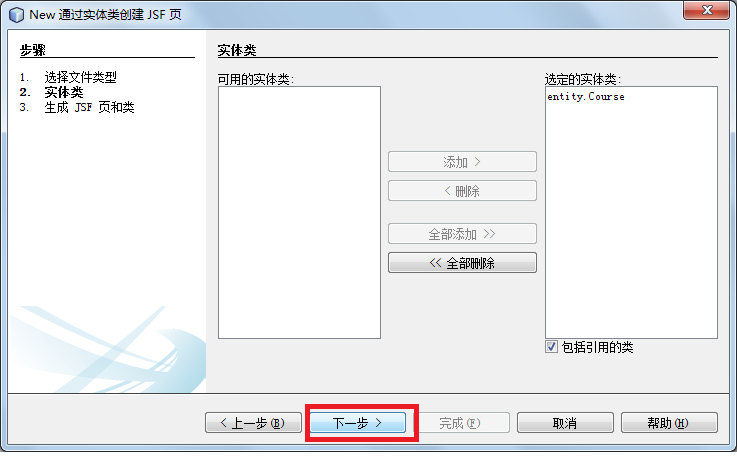 New 通过实体类创建 JSF 页
步骤
1. 选择文件类型
2. 实体类
3. 生成 JSF 页和类
实体类
可用的实体类:
选定的实体类:
entity.Course
添加 >
< 删除
全部添加 >>
<< 全部删除
包括引用的类
< 上一步(B)
下一步 >
完成(F)
取消
帮助(H)